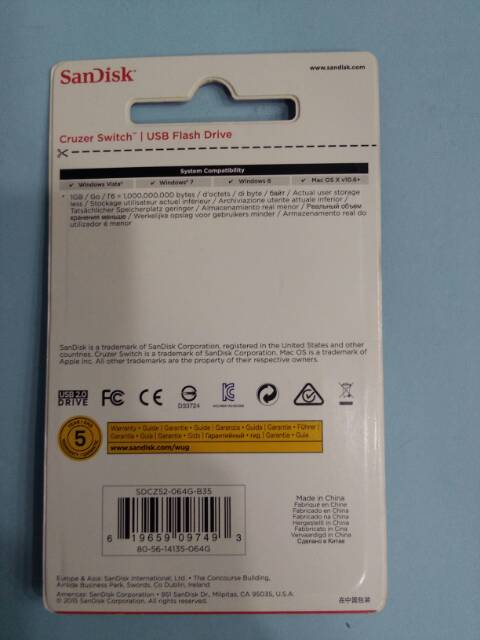 SanDisk
www.sandisk.com
Cruzer Switch™ | USB Flash Drive
System Compatibility
✓ Windows Vista® ✓ Windows® 7 ✓ Windows 8 ✓ Mac OS X v10.6+
* 1GB / Go / Гб = 1,000,000,000 bytes / d'octets / di byte / байт / Actual user storage
less / Stockage utilisateur actuel inférieur / Archiviazione utente attuale inferiore /
Tatsächlicher Speicherplatz geringer / Almacenamiento real menor / Реальный объем
хранения меньше / Werkelijke opslag voor gebruikers minder / Armazenamento real do
utilizador é menor
SanDisk is a trademark of SanDisk Corporation, registered in the United States and other
countries. Cruzer Switch is a trademark of SanDisk Corporation. Mac OS is a trademark of
Apple Inc. All other trademarks are the property of their respective owners.
USB 2.0
DRIVE
FC CE
D33724
5
Warranty • Guide | Garantie • Guide | Garanzia • Guida | Garantie • Führer |
Garantie • Guia | Garantie • Gids | Гарантийный • гид | Garantie • Guia
www.sandisk.com/wug
SDCZ52-064G-B35
6 19659 09749 3
80-56-14135-064G
Made in China
Fabriqué en Chine
Fabricado en China
Fabricado na China
Hergestellt in China
Fabbricato in Cina
Vervaardigd in China
Сделано в Китае
Europe & Asia: SanDisk International, Ltd. • The Concourse Building,
Airside Business Park, Swords, Co Dublin, Ireland
Americas: SanDisk Corporation • 951 SanDisk Dr., Milpitas, CA 95035, U.S.A.
© 2015 SanDisk Corporation. All rights reserved.
在中国包装